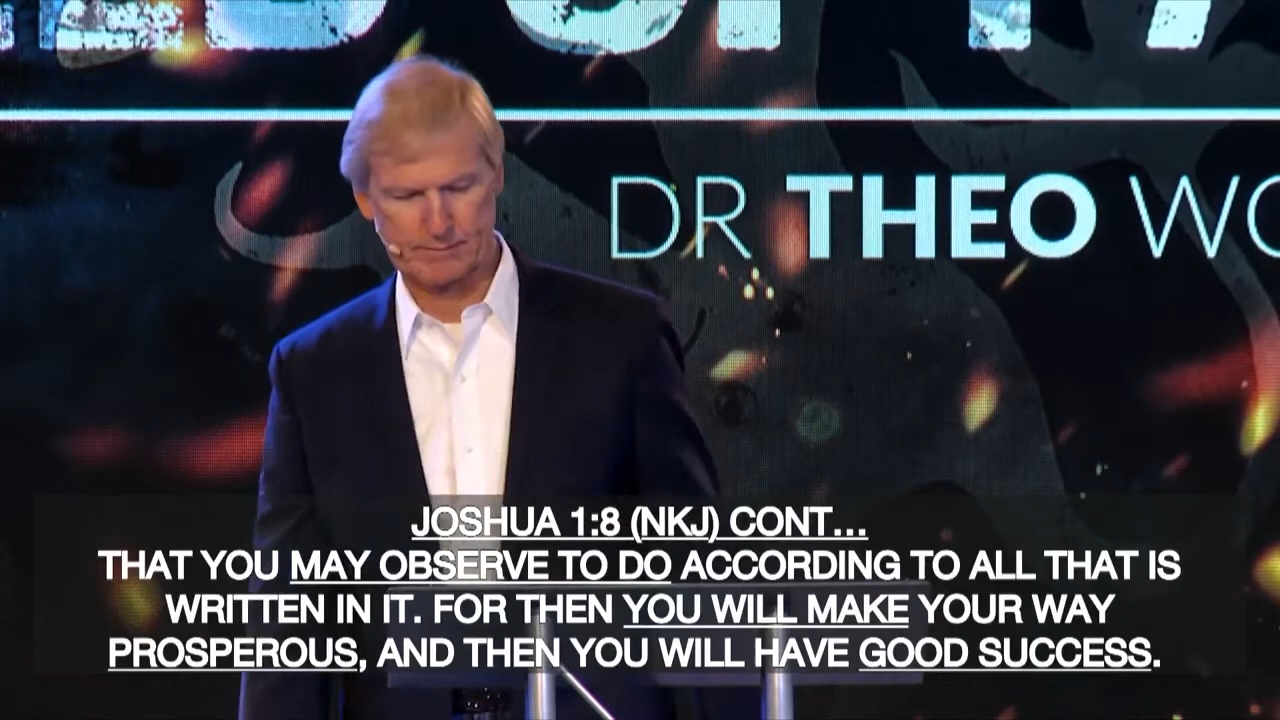 DR THEO WO
JOSHUA 1:8 (NKJ) CONT...
THAT YOU MAY OBSERVE TO DO ACCORDING TO ALL THAT IS
WRITTEN IN IT. FOR THEN YOU WILL MAKE YOUR WAY
PROSPEROUS, AND THEN YOU WILL HAVE GOOD SUCCESS.